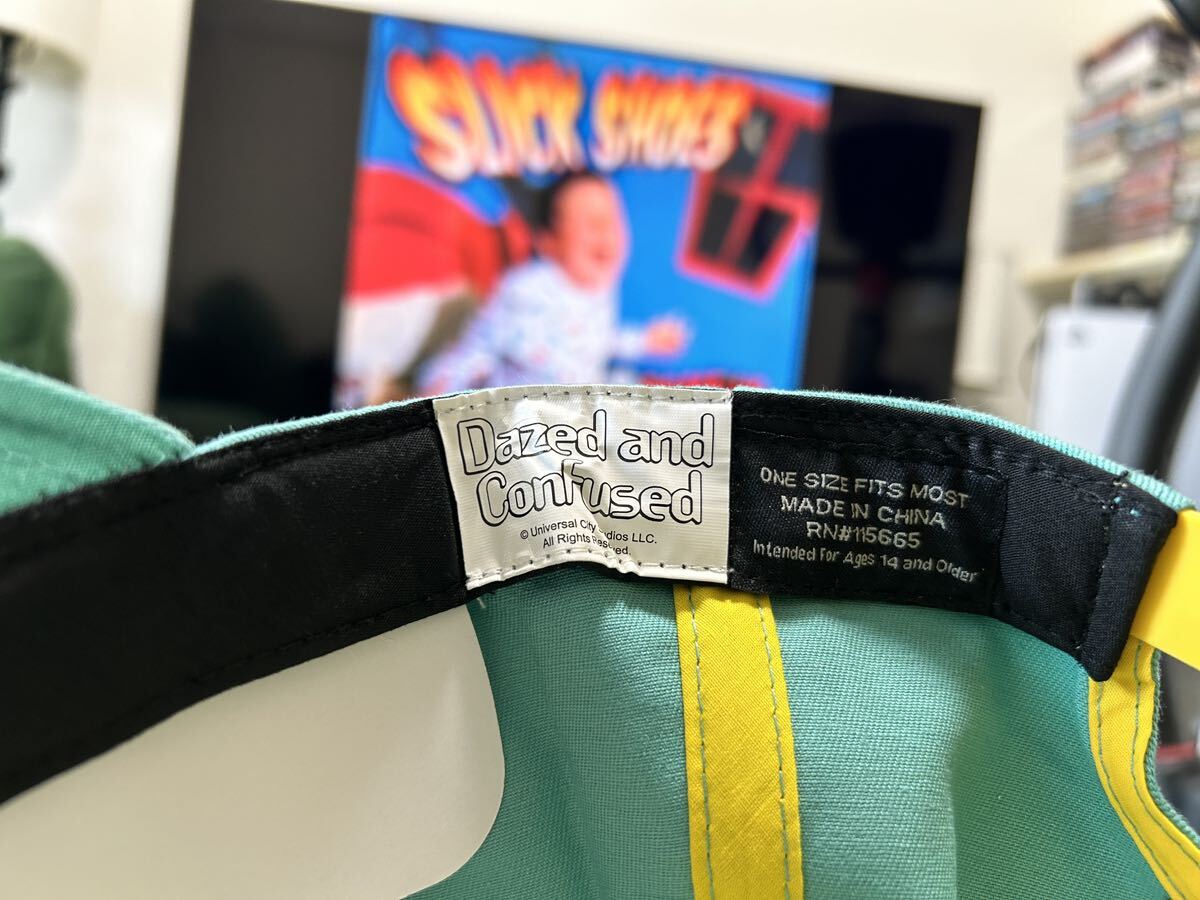 SLICK SHOES
Dazed and
Confused
© Universal City Studios LLC.
All Rights Reserved.
ONE SIZE FITS MOST
MADE IN CHINA
RN#115665
Intended For Ages 14 and Older